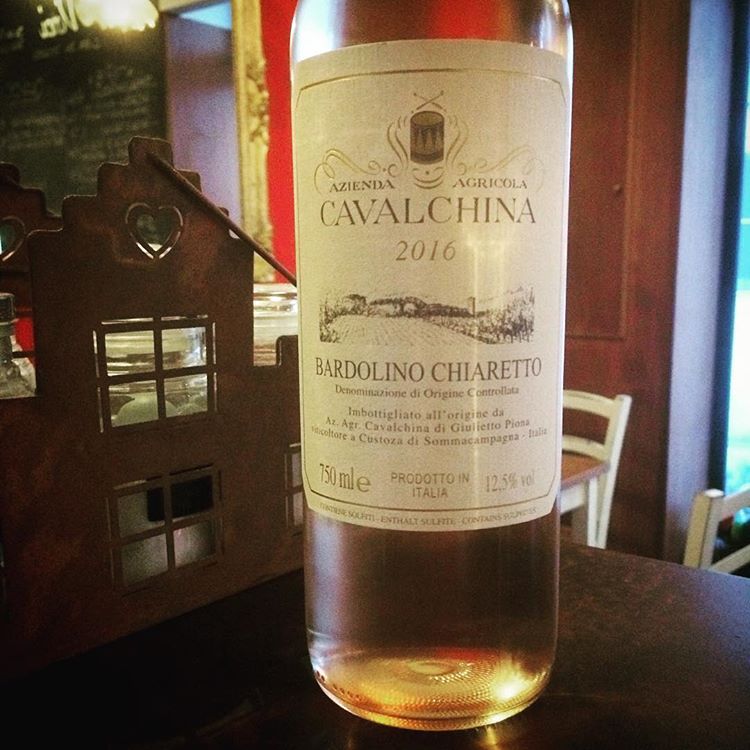 AZIENDA AGRICOLA
CAVALCHINA
2016
BARDOLINO CHIARETTO
Denominazione di Origine Controllata
Imbottigliato all'origine da
Az. Agr. Cavalchina di Giulietto Piona
viticoltore a Custoza di Sommacampagna - Italia
750 ml e PRODOTTO IN ITALIA 12.5% vol
CONTIENE SOLFITI - ENTHALT SULFITE - CONTAINS SULPHITES